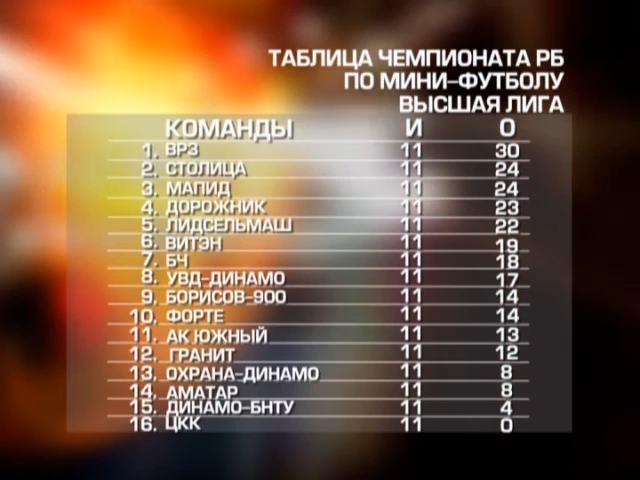 ТАБЛИЦА ЧЕМПИОНАТА РБ
ПО МИНИ-ФУТБОЛУ
ВЫСШАЯ ЛИГА
КОМАНДЫ И О
1. ВРЗ 11 30
2. СТОЛИЦА 11 24
3. МАПИД 11 24
4. ДОРОЖНИК 11 23
5. ЛИДСЕЛЬМАШ 11 22
6. ВИТЭН 11 19
7. БЧ 11 18
8. УВД-ДИНАМО 11 17
9. БОРИСОВ-900 11 14
10. ФОРТЕ 11 14
11. АК ЮЖНЫЙ 11 13
12. ГРАНИТ 11 12
13. ОХРАНА-ДИНАМО 11 8
14. АМАТАР 11 8
15. ДИНАМО-БНТУ 11 4
16. ЦКК 11 0